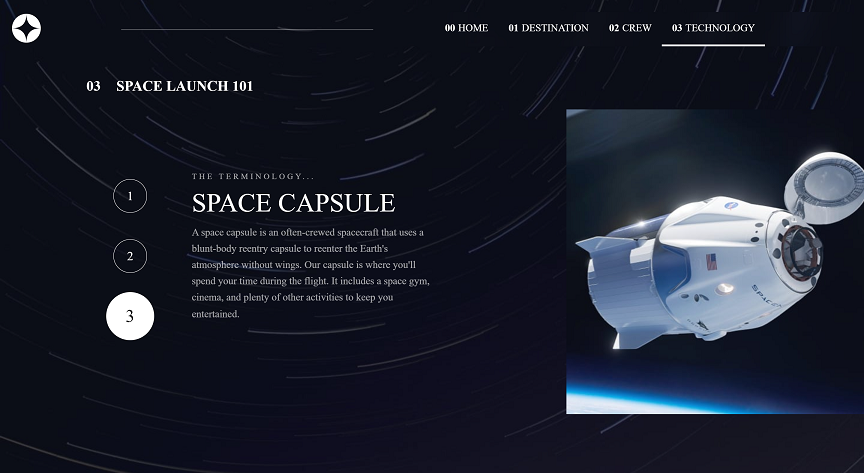 00 HOME 01 DESTINATION 02 CREW 03 TECHNOLOGY
03 SPACE LAUNCH 101
THE TERMINOLOGY...
SPACE CAPSULE
1
2
3
A space capsule is an often-crewed spacecraft that uses a
blunt-body reentry capsule to reenter the Earth's
atmosphere without wings. Our capsule is where you'll
spend your time during the flight. It includes a space gym,
cinema, and plenty of other activities to keep you
entertained.